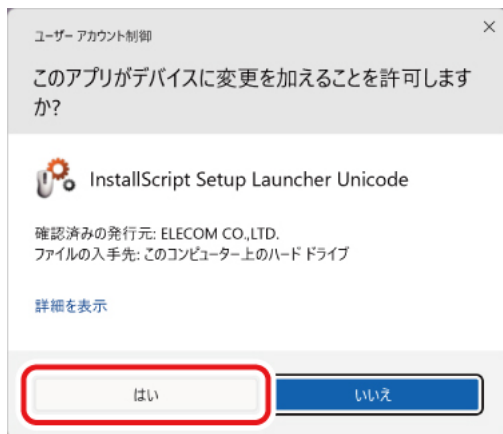 ユーザー アカウント制御
このアプリがデバイスに変更を加えることを許可します
か?
InstallScript Setup Launcher Unicode
確認済みの発行元: ELECOM CO.,LTD.
ファイルの入手先: このコンピューター上のハード ドライブ
詳細を表示
はい
いいえ